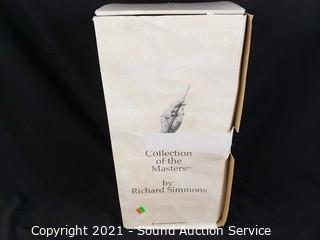 Collection
of the
Masters™
by
Richard Simmons
Copyright 2021 - Sound Auction Service